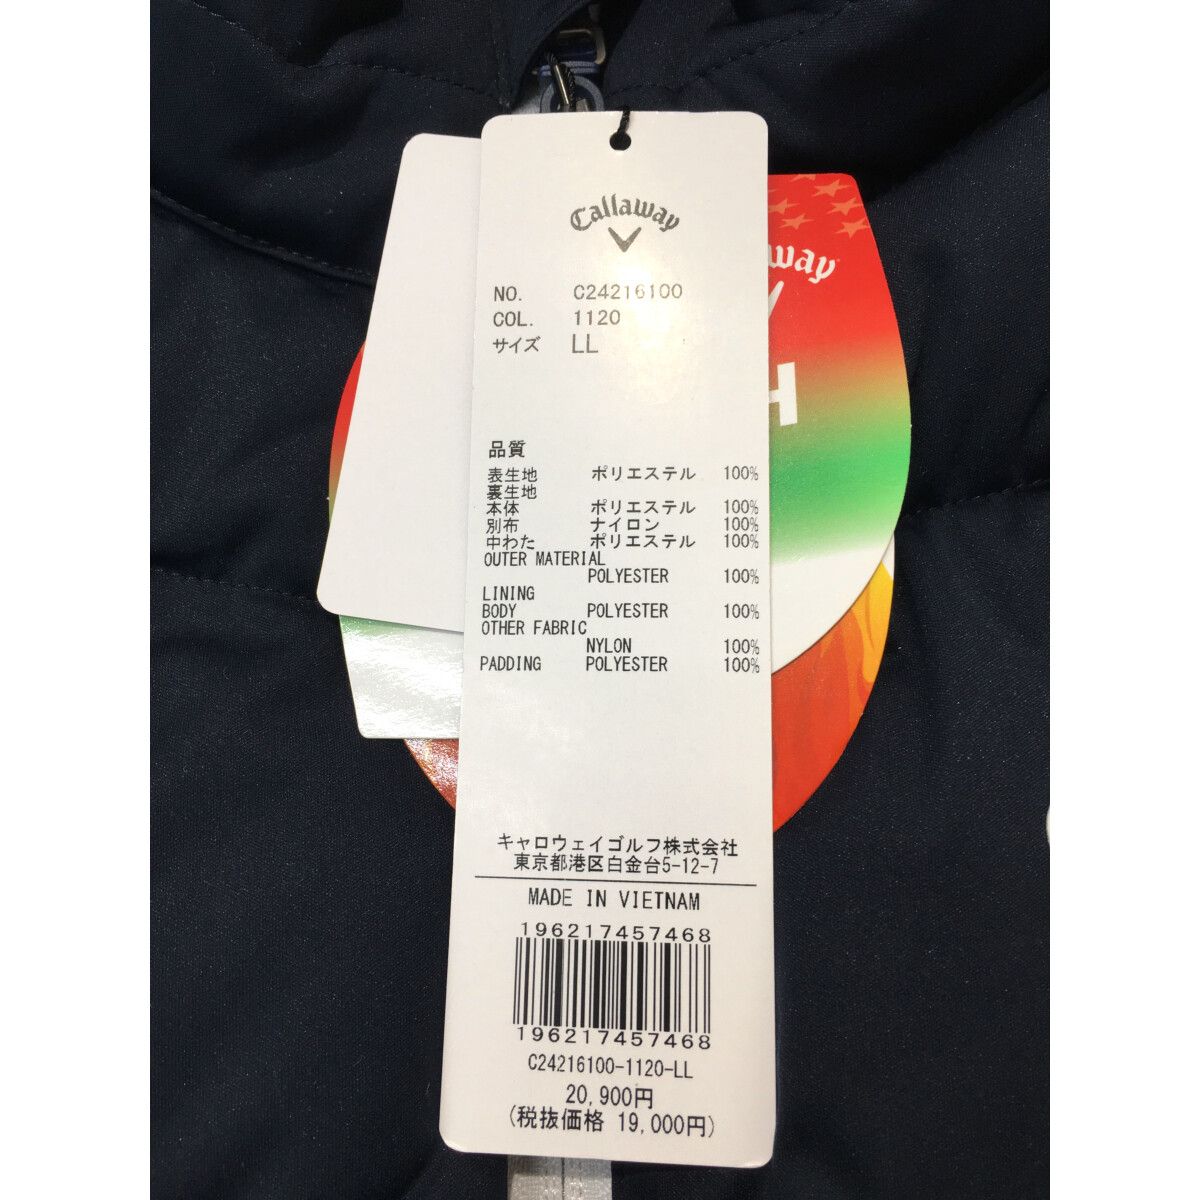 Callaway
NO. C24216100
COL. 1120
サイズ LL
品質
表生地 ポリエステル 100%
裏生地
本体 ポリエステル 100%
別布 ナイロン 100%
中わた ポリエステル 100%
OUTER MATERIAL
POLYESTER 100%
LINING
BODY POLYESTER 100%
OTHER FABRIC
NYLON 100%
PADDING POLYESTER 100%
キャロウェイゴルフ株式会社
東京都港区白金台5-12-7
MADE IN VIETNAM
196217457468
196217457468
C24216100-1120-LL
20,900円
(税抜価格 19,000円)
away
H